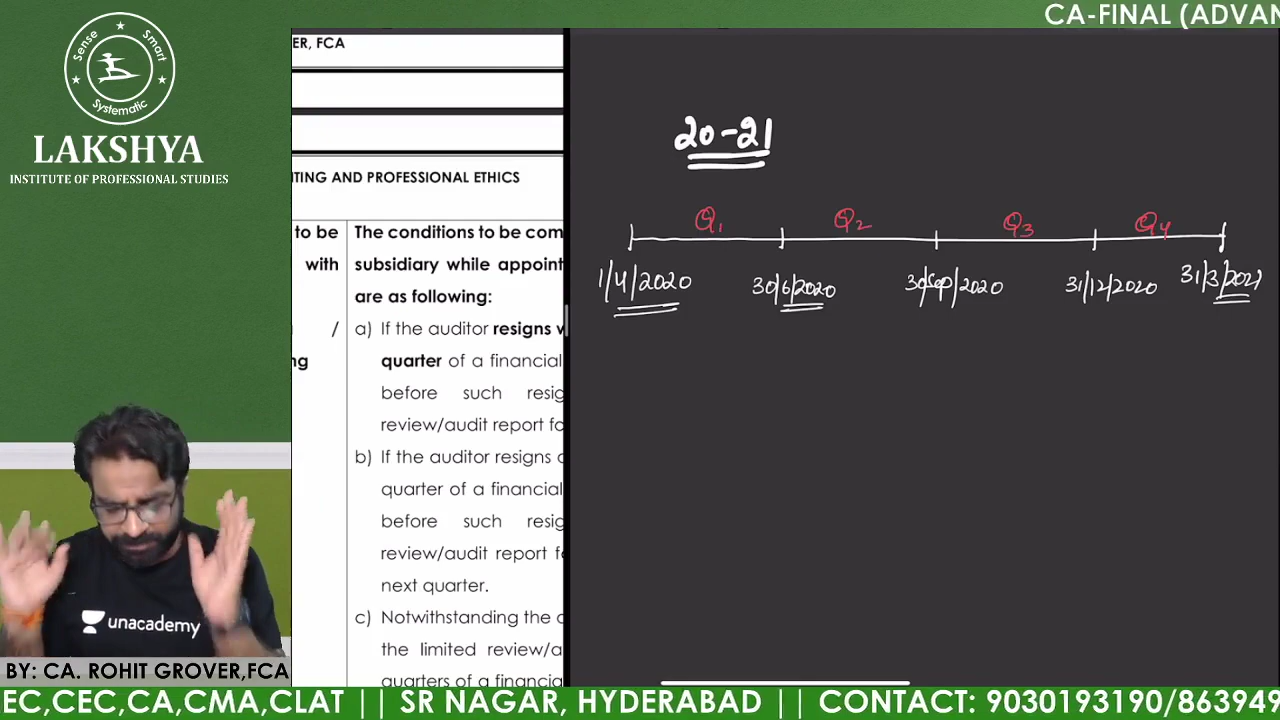 CA-FINAL (ADVAN
Sense
Smart
Systematic
LAKSHYA
INSTITUTE OF PROFESSIONAL STUDIES
ER, FCA
TING AND PROFESSIONAL ETHICS
to be
with
/
ng
The conditions to be com
subsidiary while appoint
are as following:
a) If the auditor resigns w
quarter of a financial
before such resig
review/audit report fo
b) If the auditor resigns a
quarter of a financial
before such resig
review/audit report fo
next quarter.
c) Notwithstanding the c
the limited review/a
quarters of a financia
20-21
Q1 Q2 Q3 Q4
1/4/2020 30/6/2020 30/Sep/2020 31/12/2020 31/3/2021
unacademy
BY: CA. ROHIT GROVER,FCA
EC,CEC,CA,CMA,CLAT || SR NAGAR, HYDERABAD || CONTACT: 9030193190/863949